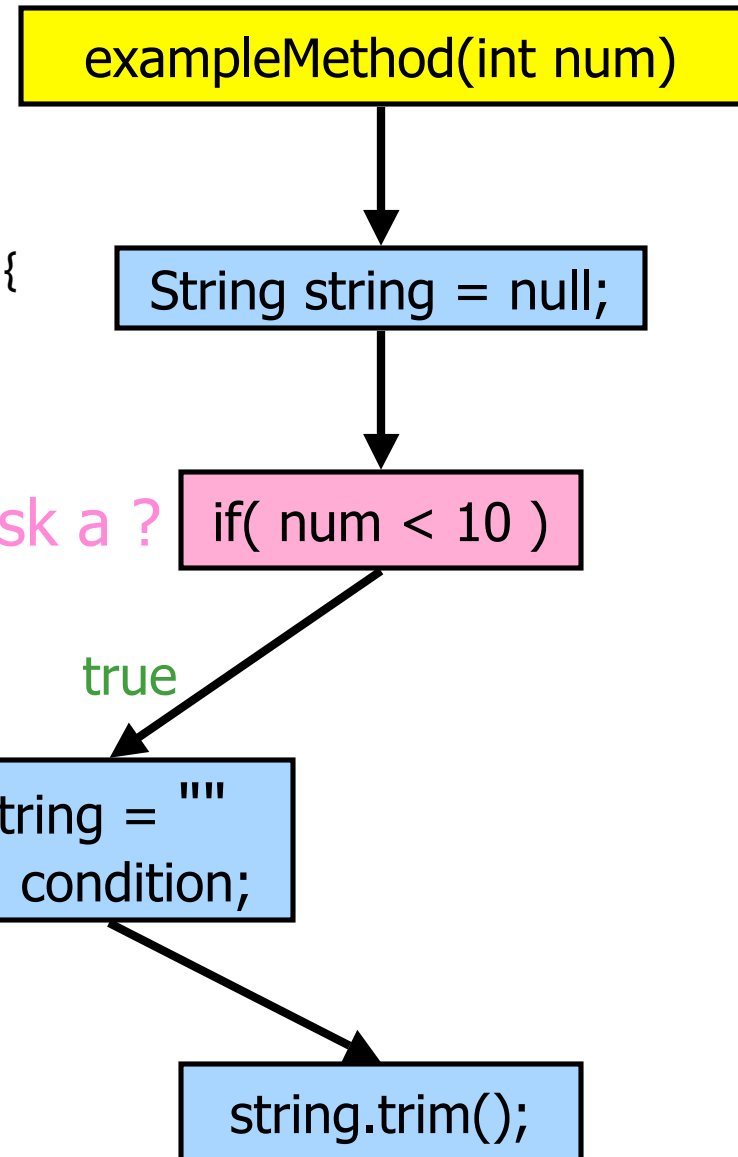 exampleMethod(int num)
{
String string = null;
sk a ?
if( num < 10 )
true
tring = ""
condition;
string.trim();